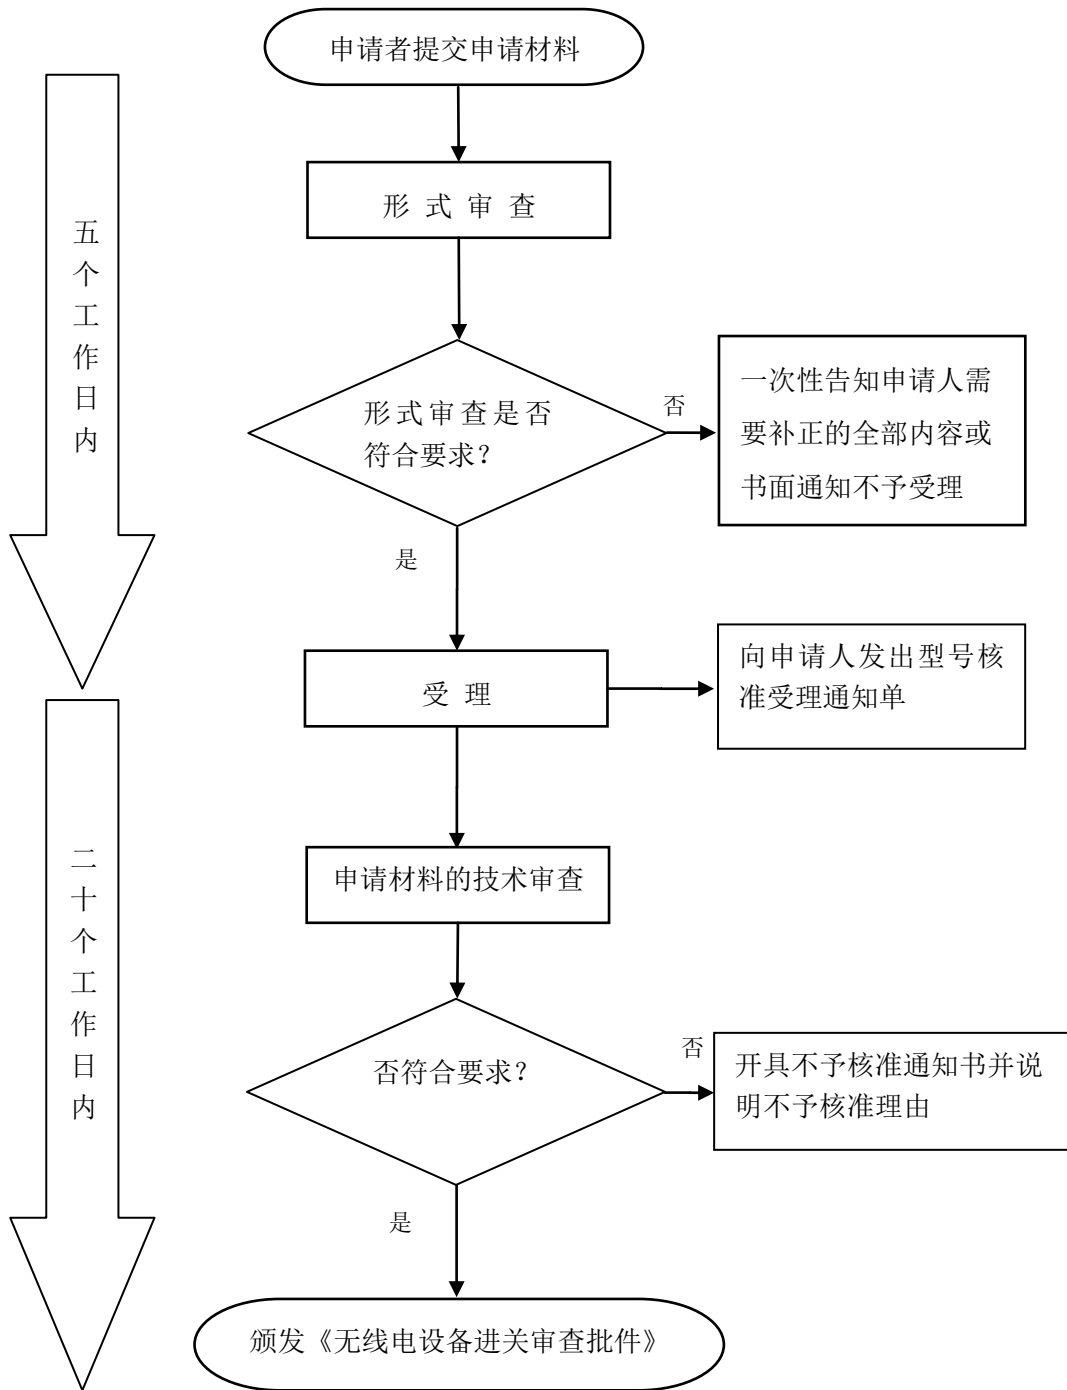 申请者提交申请材料
形式审查
五个工作日内
形式审查是否
符合要求？
否
一次性告知申请人需
要补正的全部内容或
书面通知不予受理
是
受理
向申请人发出型号核
准受理通知单
二十个工作日内
申请材料的技术审查
否符合要求？
否
开具不予核准通知书并说
明不予核准理由
是
颁发《无线电设备进关审查批件》